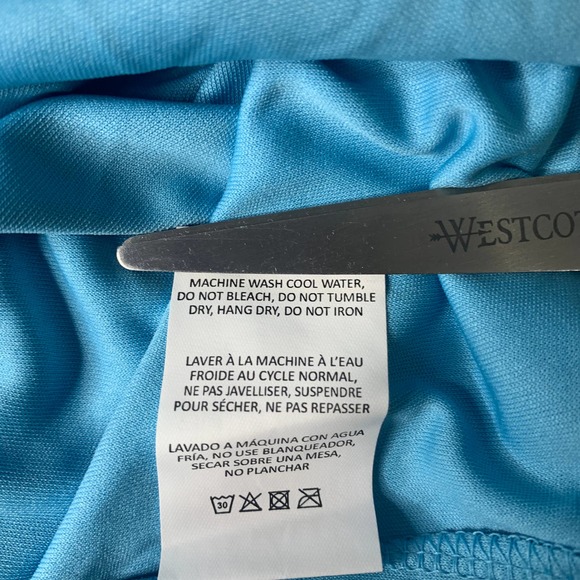 WESTCO
MACHINE WASH COOL WATER,
DO NOT BLEACH, DO NOT TUMBLE
DRY, HANG DRY, DO NOT IRON
LAVER À LA MACHINE À L'EAU
FROIDE AU CYCLE NORMAL,
NE PAS JAVELLISER, SUSPENDRE
POUR SÉCHER, NE PAS REPASSER
LAVADO A MÁQUINA CON AGUA
FRÍA, NO USE BLANQUEADOR,
SECAR SOBRE UNA MESA,
NO PLANCHAR
30